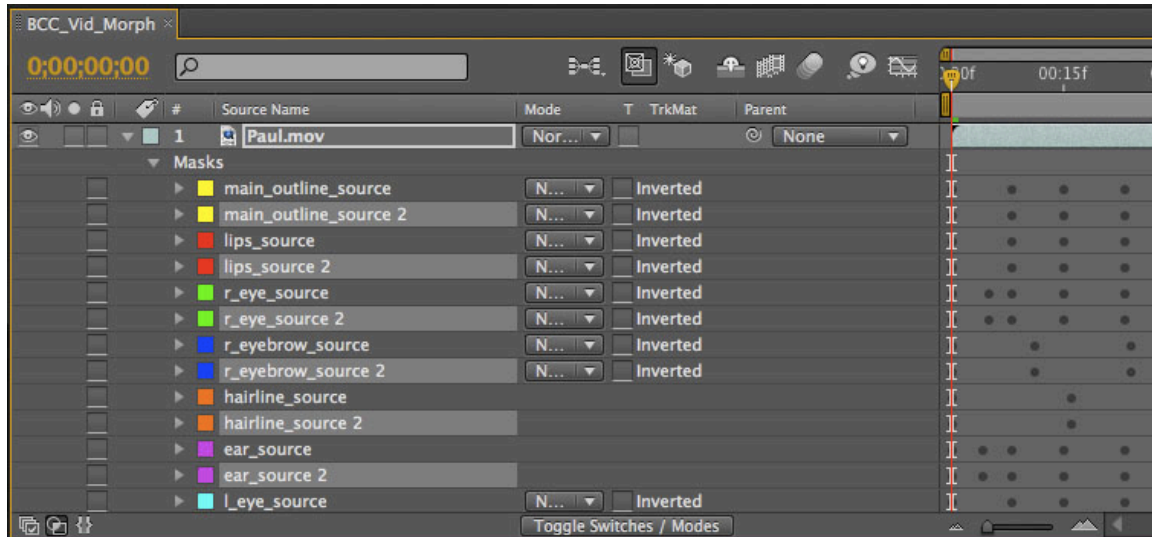 BCC_Vid_Morph ×
0;00;00;00 00f 00:15f
# Source Name Mode T TrkMat Parent
1 Paul.mov Nor... None
Masks
main_outline_source N... Inverted
main_outline_source 2 N... Inverted
lips_source N... Inverted
lips_source 2 N... Inverted
r_eye_source N... Inverted
r_eye_source 2 N... Inverted
r_eyebrow_source N... Inverted
r_eyebrow_source 2 N... Inverted
hairline_source
hairline_source 2
ear_source
ear_source 2
l_eye_source N... Inverted
Toggle Switches / Modes